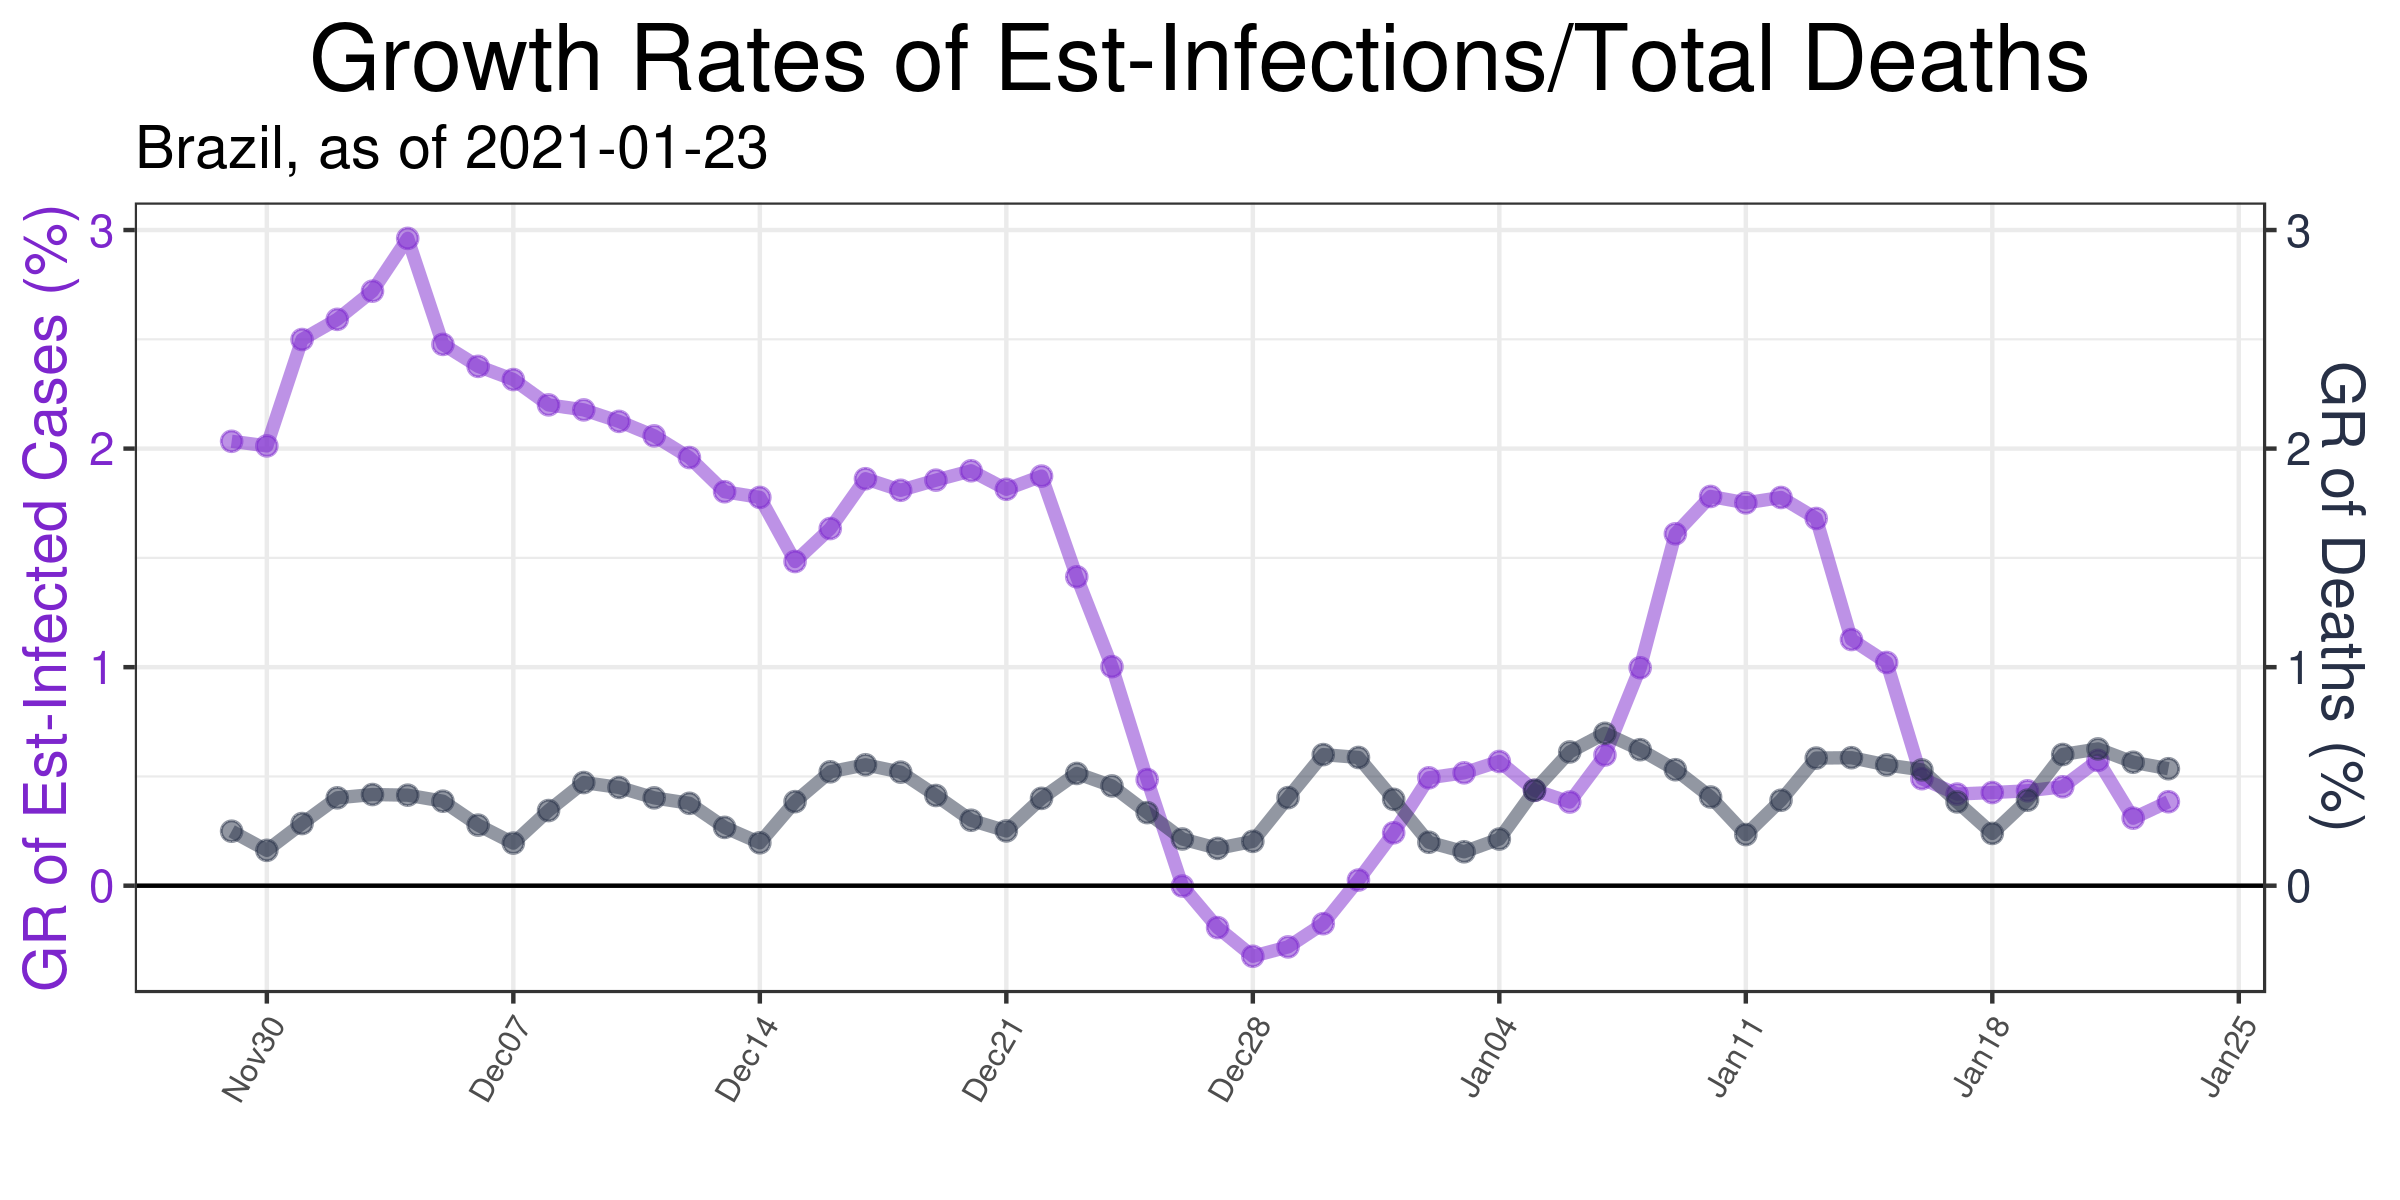 Growth Rates of Est-Infections/Total Deaths
Brazil, as of 2021-01-23
GR of Est-Infected Cases (%)
3
2
1
0
3
2
1
0
GR of Deaths (%)
Nov30
Dec07
Dec14
Dec21
Dec28
Jan04
Jan11
Jan18
Jan25